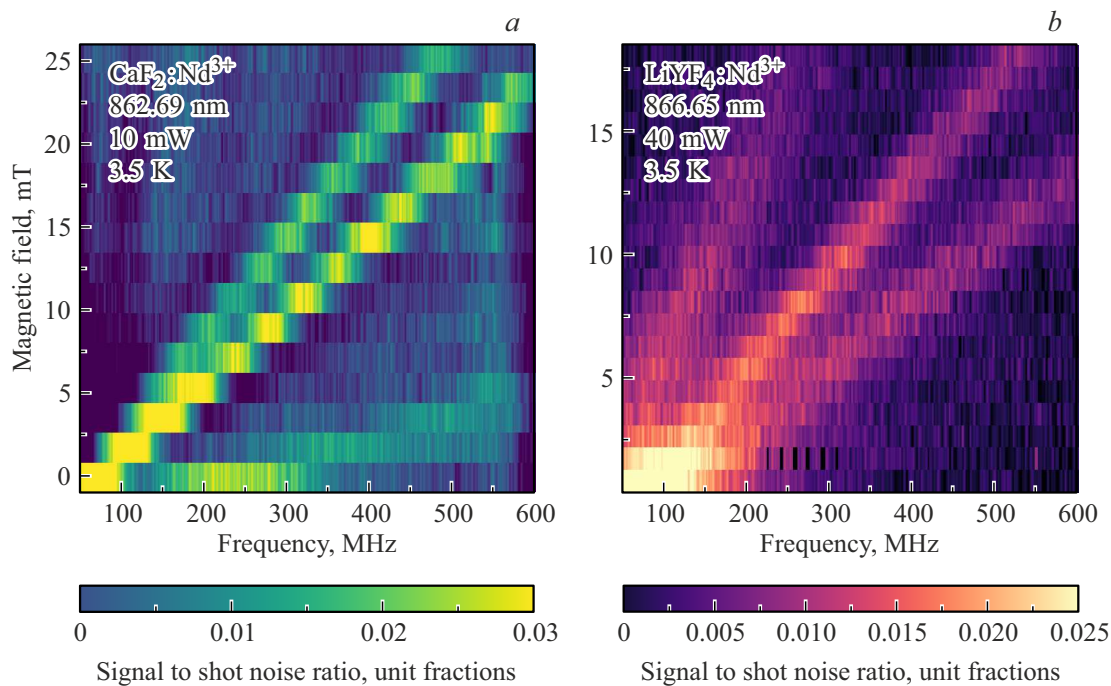 a
CaF₂:Nd³⁺
862.69 nm
10 mW
3.5 K
25
20
15
10
5
0
Magnetic field, mT
100 200 300 400 500 600
Frequency, MHz
0 0.01 0.02 0.03
Signal to shot noise ratio, unit fractions
b
LiYF₄:Nd³⁺
866.65 nm
40 mW
3.5 K
15
10
5
100 200 300 400 500 600
Frequency, MHz
0 0.005 0.010 0.015 0.020 0.025
Signal to shot noise ratio, unit fractions